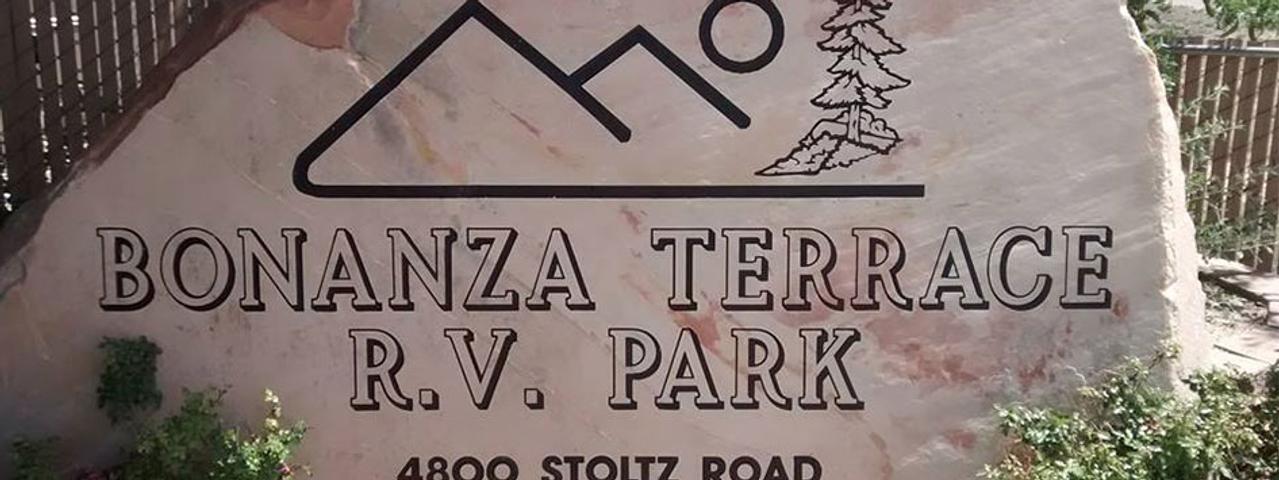 BONANZA TERRACE
R.V. PARK
4800 STOLTZ ROAD